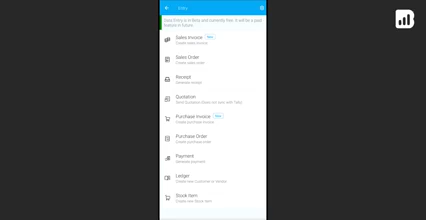 Entry
Data Entry is in beta and currently free. It will be a paid
feature in future
Sales Invoice New
Create sales invoice
Sales Order
Create sales order
Receipt
Generate receipt
Quotation
Send Quotation (Does not sync with Tally)
Purchase Invoice New
Create purchase invoice
Purchase Order
Create purchase order
Payment
Generate payment
Ledger
Create new Customer or Vendor
Stock Item
Create new Stock Item